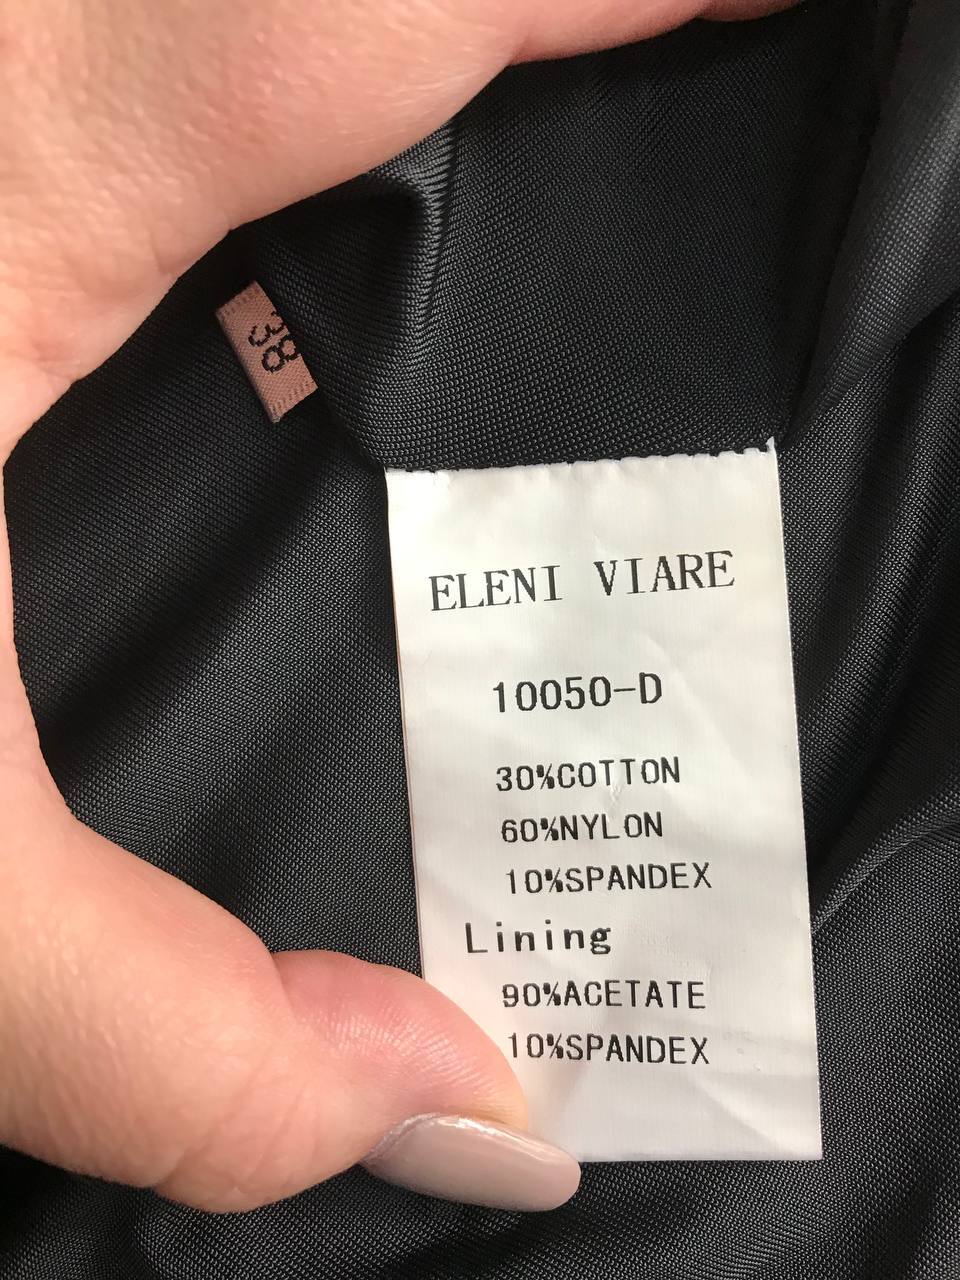 38
ELENI VIARE
10050-D
30%COTTON
60%NYLON
10%SPANDEX
Lining
90%ACETATE
10%SPANDEX